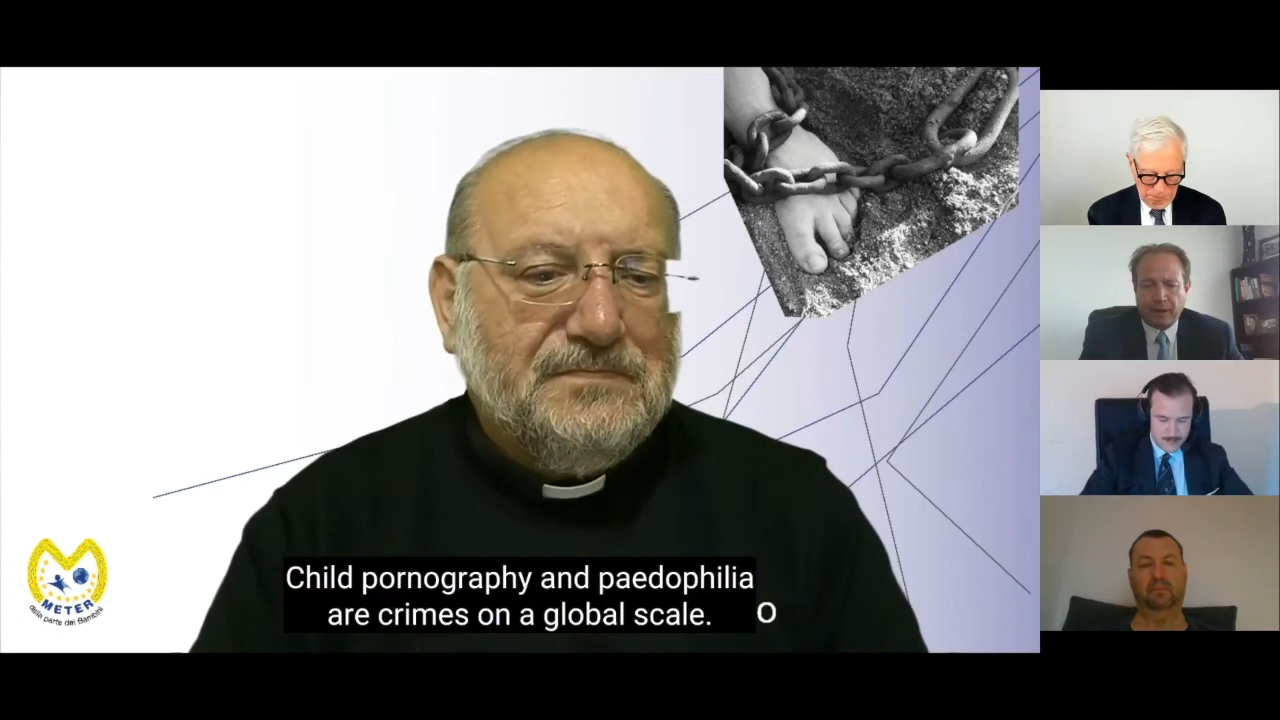 Child pornography and paedophilia
are crimes on a global scale.
O
METER
dalla parte dei Bambini